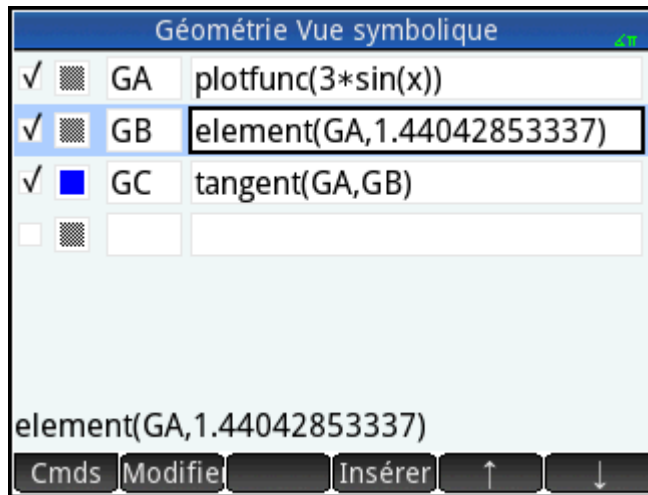 Géométrie Vue symbolique
∡π
√ GA plotfunc(3*sin(x))
√ GB element(GA,1.44042853337)
√ GC tangent(GA,GB)
element(GA,1.44042853337)
Cmds Modifie Insérer ↑ ↓